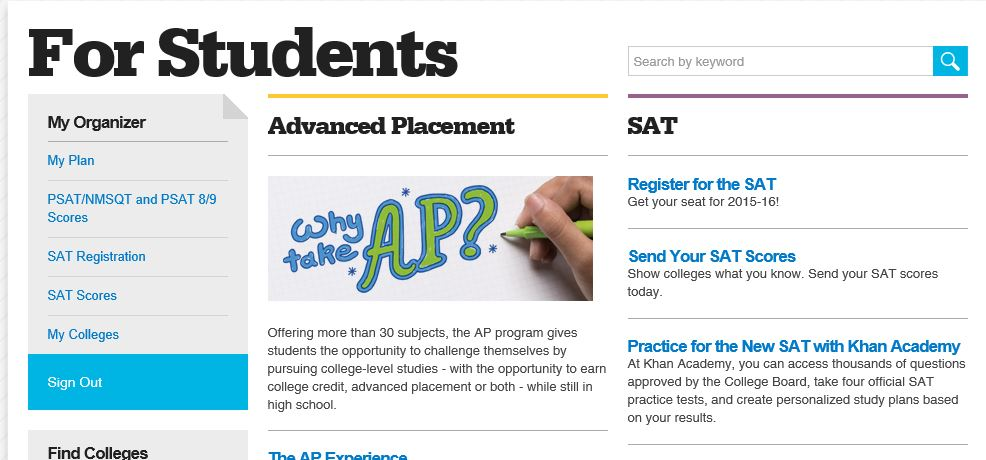 For Students
Search by keyword
My Organizer
My Plan
PSAT/NMSQT and PSAT 8/9
Scores
SAT Registration
SAT Scores
My Colleges
Sign Out
Find Colleges
Advanced Placement
why
take AP?
Offering more than 30 subjects, the AP program gives
students the opportunity to challenge themselves by
pursuing college-level studies - with the opportunity to earn
college credit, advanced placement or both - while still in
high school.
The AP Experience
SAT
Register for the SAT
Get your seat for 2015-16!
Send Your SAT Scores
Show colleges what you know. Send your SAT scores
today.
Practice for the New SAT with Khan Academy
At Khan Academy, you can access thousands of questions
approved by the College Board, take four official SAT
practice tests, and create personalized study plans based
on your results.